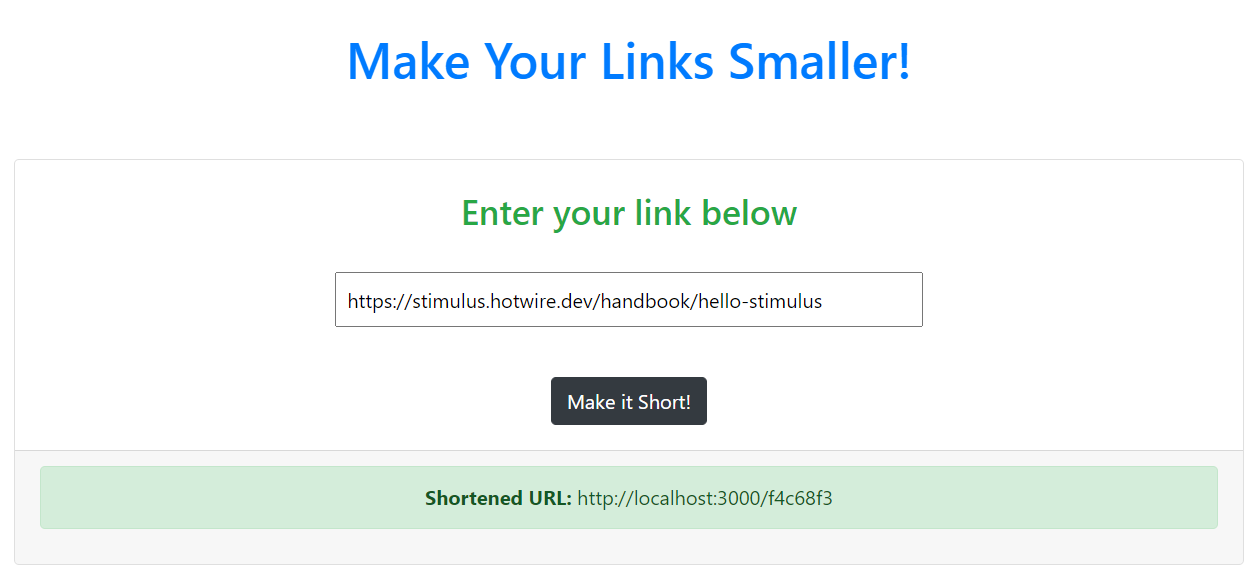 Make Your Links Smaller!
Enter your link below
https://stimulus.hotwire.dev/handbook/hello-stimulus
Make it Short!
Shortened URL: http://localhost:3000/f4c68f3